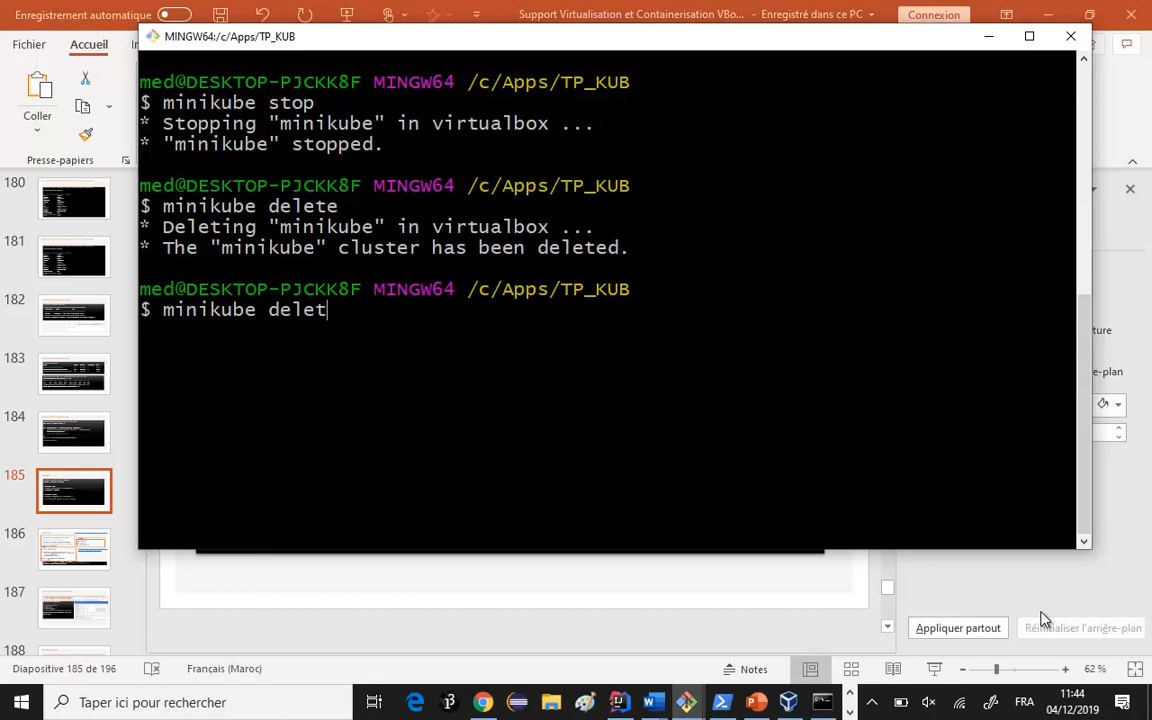 Enregistrement automatique
Support Virtualisation et Containerisation VBo... - Enregistré dans ce PC
Connexion
Fichier
Accueil
MINGW64:/c/Apps/TP_KUB
Coller
Presse-papiers
med@DESKTOP-PJCKK8F MINGW64 /c/Apps/TP_KUB
$ minikube stop
* Stopping "minikube" in virtualbox ...
* "minikube" stopped.
med@DESKTOP-PJCKK8F MINGW64 /c/Apps/TP_KUB
$ minikube delete
* Deleting "minikube" in virtualbox ...
* The "minikube" cluster has been deleted.
med@DESKTOP-PJCKK8F MINGW64 /c/Apps/TP_KUB
$ minikube delet
180
181
182
183
184
185
186
187
188
ture
re-plan
Appliquer partout
Réinitialiser l'arrière-plan
Diapositive 185 de 196
Français (Maroc)
Notes
62 %
Taper ici pour rechercher
FRA
11:44
04/12/2019